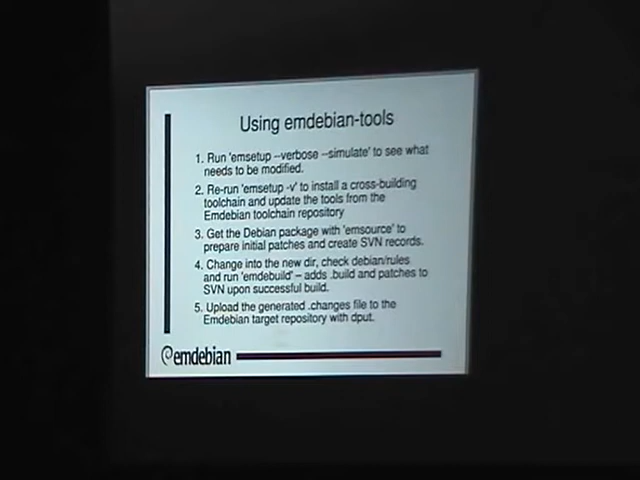 Using emdebian-tools
1. Run 'emsetup –verbose –simulate' to see what
needs to be modified.
2. Re-run 'emsetup -v' to install a cross-building
toolchain and update the tools from the
Emdebian toolchain repository
3. Get the Debian package with 'emsource' to
prepare initial patches and create SVN records.
4. Change into the new dir, check debian/rules
and run 'emdebuild' – adds .build and patches to
SVN upon successful build.
5. Upload the generated .changes file to the
Emdebian target repository with dput.
emdebian